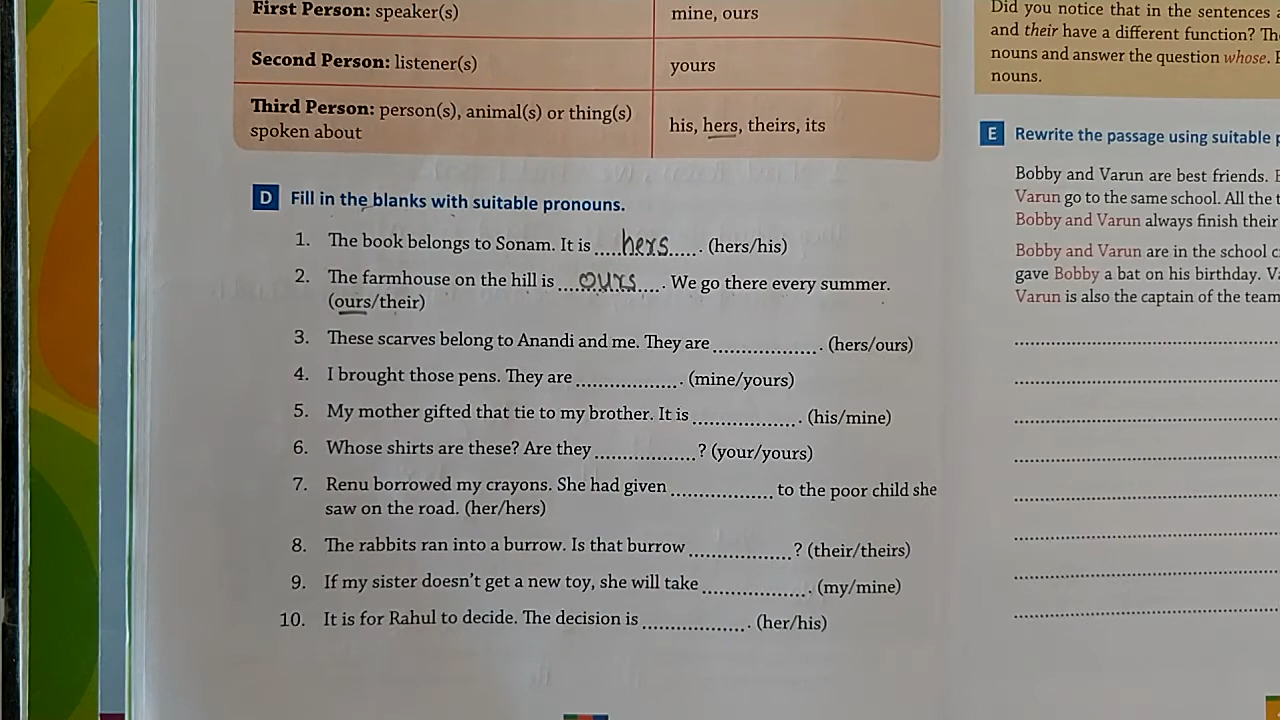 First Person: speaker(s) mine, ours
Second Person: listener(s) yours
Third Person: person(s), animal(s) or thing(s)
spoken about
his, hers, theirs, its
D Fill in the blanks with suitable pronouns.
1. The book belongs to Sonam. It is ....hers..... . (hers/his)
2. The farmhouse on the hill is ....ours.... . We go there every summer.
(ours/their)
3. These scarves belong to Anandi and me. They are .................. . (hers/ours)
4. I brought those pens. They are .................. . (mine/yours)
5. My mother gifted that tie to my brother. It is .................. . (his/mine)
6. Whose shirts are these? Are they .................. ? (your/yours)
7. Renu borrowed my crayons. She had given .................. to the poor child she
saw on the road. (her/hers)
8. The rabbits ran into a burrow. Is that burrow .................. ? (their/theirs)
9. If my sister doesn't get a new toy, she will take .................. . (my/mine)
10. It is for Rahul to decide. The decision is .................. . (her/his)
Did you notice that in the sentences
and their have a different function?
nouns and answer the question whose.
nouns.
E Rewrite the passage using suitable
Bobby and Varun are best friends.
Varun go to the same school. All the
Bobby and Varun always finish their
Bobby and Varun are in the school
gave Bobby a bat on his birthday.
Varun is also the captain of the team